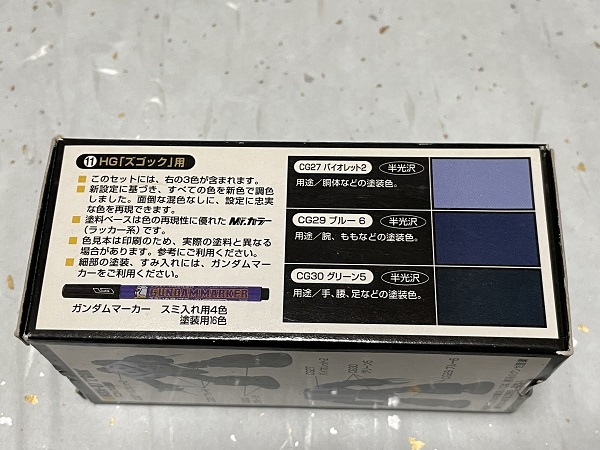 11 HG「ズゴック」用
■ このセットには、右の3色が含まれます。
■ 新設定に基づき、すべての色を新色で調色
しました。面倒な混色なしに、設定に忠実
な色を再現できます。
■ 塗料ベースは色の再現性に優れた Mr.カラー
(ラッカー系)です。
■ 色見本は印刷のため、実際の塗料と異なる
場合があります。参考にご利用ください。
■ 細部の塗装、すみ入れには、ガンダムマー
カーをご利用ください。
GUNDAM MARKER
ガンダムマーカー スミ入れ用4色
塗装用16色
CG27 バイオレット2 半光沢
用途/胴体などの塗装色。
CG29 ブルー 6 半光沢
用途/腕、ももなどの塗装色。
CG30 グリーン5 半光沢
用途/手、腰、足などの塗装色。